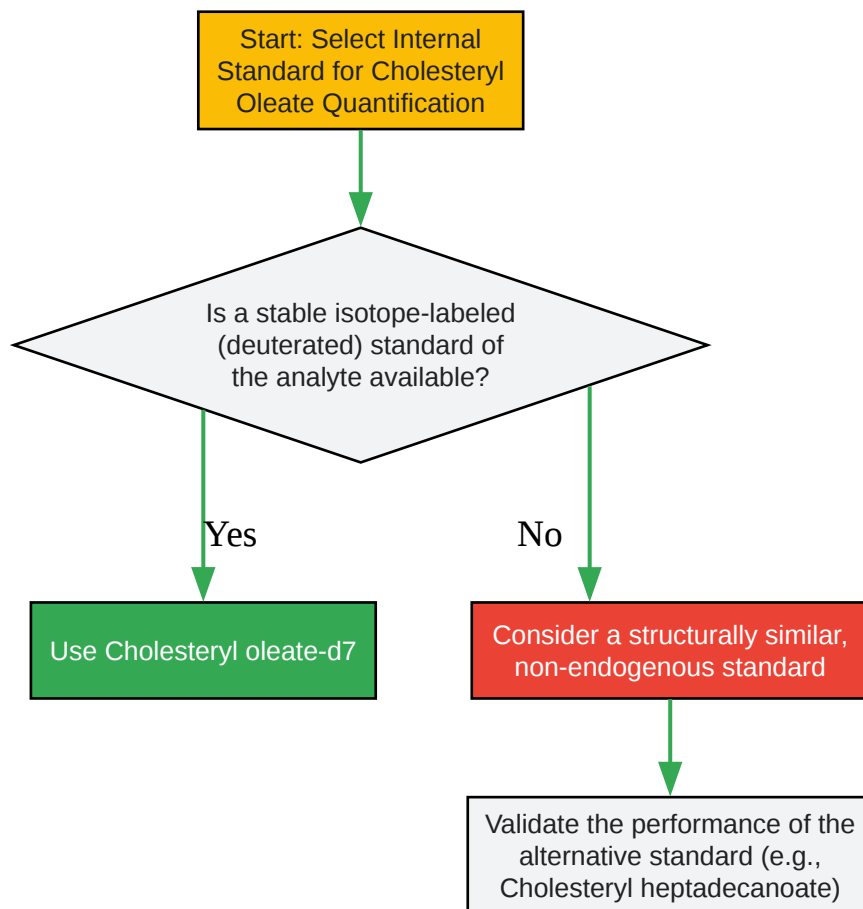 Start: Select Internal
Standard for Cholesteryl
Oleate Quantification
Is a stable isotope-labeled
(deuterated) standard of
the analyte available?
Yes
No
Use Cholesteryl oleate-d7
Consider a structurally similar,
non-endogenous standard
Validate the performance of the
alternative standard (e.g.,
Cholesteryl heptadecanoate)